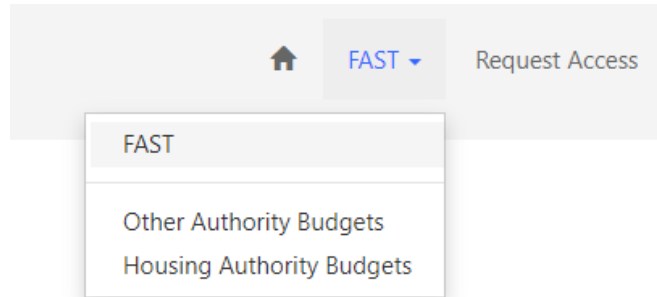 FAST Request Access
FAST
Other Authority Budgets
Housing Authority Budgets